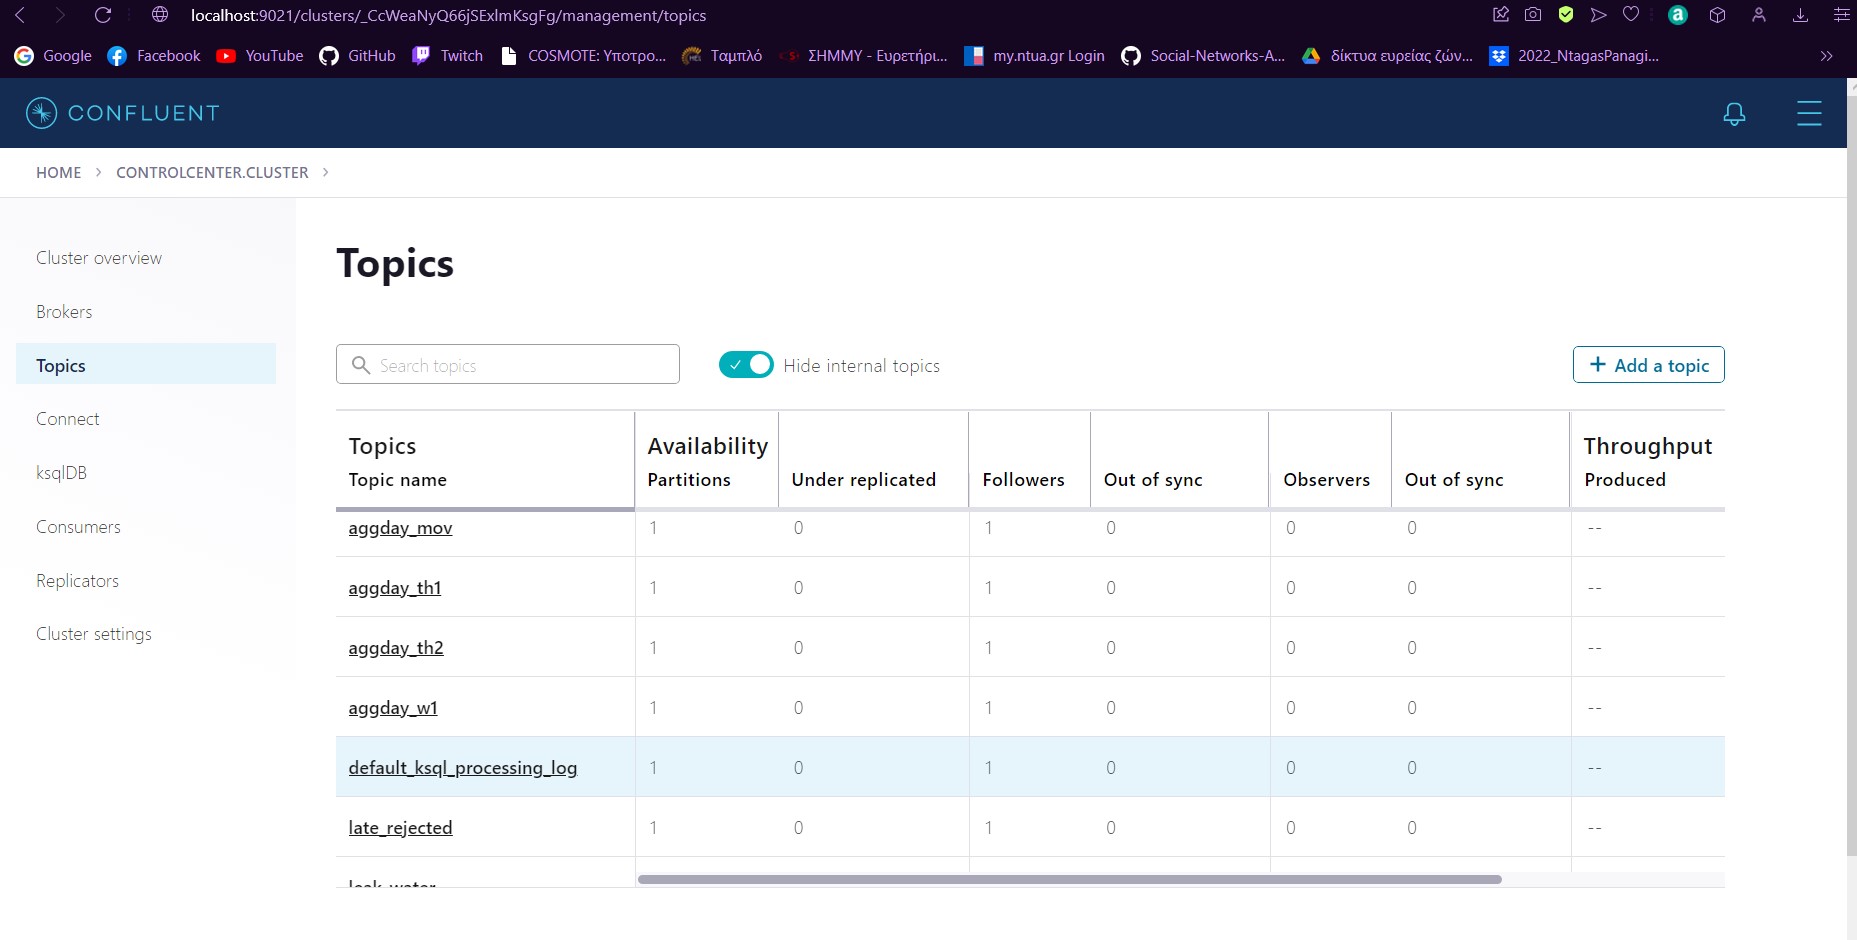 localhost:9021/clusters/_CcWeaNyQ66jSExlmKsgFg/management/topics
Google Facebook YouTube GitHub Twitch COSMOTE: Υποτρο... Ταμπλό ΣΗΜΜΥ - Ευρετήρι... my.ntua.gr Login Social-Networks-A... δίκτυα ευρείας ζών... 2022_NtagasPanagi...
CONFLUENT
HOME > CONTROLCENTER.CLUSTER >
Cluster overview
Brokers
Topics
Connect
ksqlDB
Consumers
Replicators
Cluster settings
Topics
Search topics
Hide internal topics
+ Add a topic
Topics Availability Throughput
Topic name Partitions Under replicated Followers Out of sync Observers Out of sync Produced
aggday_mov 1 0 1 0 0 0 --
aggday_th1 1 0 1 0 0 0 --
aggday_th2 1 0 1 0 0 0 --
aggday_w1 1 0 1 0 0 0 --
default_ksql_processing_log 1 0 1 0 0 0 --
late_rejected 1 0 1 0 0 0 --
leak_water